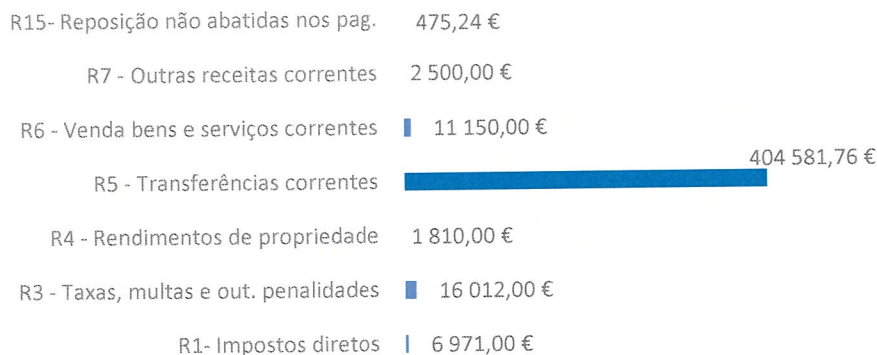 R15- Reposição não abatidas nos pag. 475,24 €
R7 - Outras receitas correntes 2 500,00 €
R6 - Venda bens e serviços correntes 11 150,00 €
R5 - Transferências correntes 404 581,76 €
R4 - Rendimentos de propriedade 1 810,00 €
R3 - Taxas, multas e out. penalidades 16 012,00 €
R1- Impostos diretos 6 971,00 €